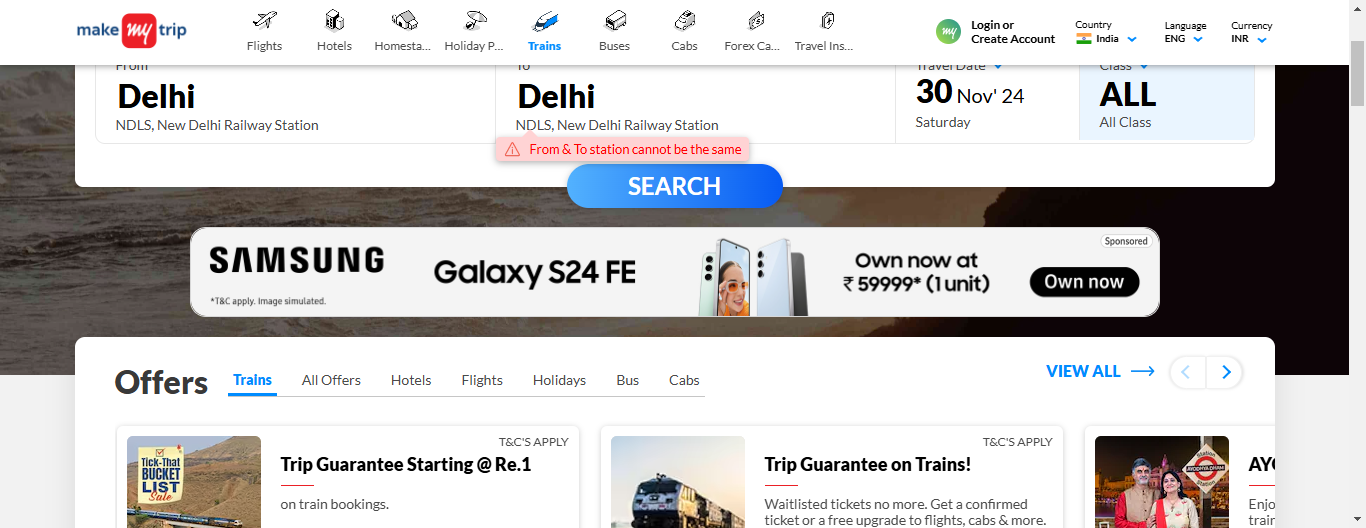 make my trip
Flights
Hotels
Homesta...
Holiday P...
Trains
Buses
Cabs
Forex Ca...
Travel Ins...
my
Login or
Create Account
Country
India
Language
ENG
Currency
INR
From
Delhi
NDLS, New Delhi Railway Station
To
Delhi
NDLS, New Delhi Railway Station
From & To station cannot be the same
Travel Date
30 Nov' 24
Saturday
Class
ALL
All Class
SEARCH
SAMSUNG
*T&C apply. Image simulated.
Galaxy S24 FE
Own now at
₹ 59999* (1 unit)
Sponsored
Own now
Offers
Trains
All Offers
Hotels
Flights
Holidays
Bus
Cabs
VIEW ALL
TICK-THAT
BUCKET
LIST
Sale
T&C'S APPLY
Trip Guarantee Starting @ Re.1
on train bookings.
T&C'S APPLY
Trip Guarantee on Trains!
Waitlisted tickets no more. Get a confirmed
ticket or a free upgrade to flights, cabs & more.
Station
AYODHYA DHAM
Station
AYO
Enjo
train